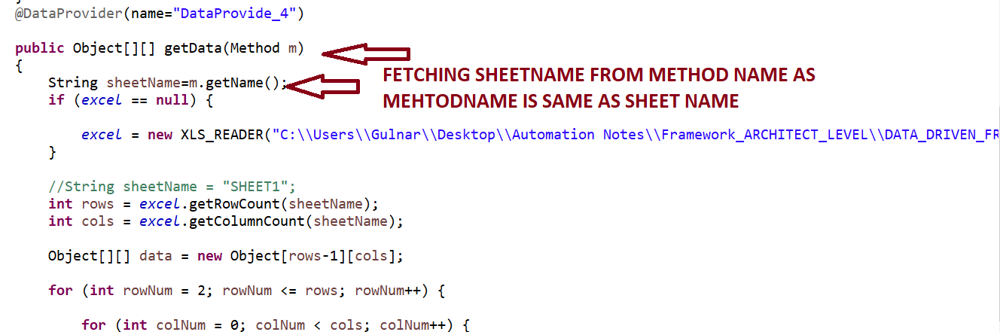 @DataProvider(name="DataProvide_4")
public Object[][] getData(Method m)
{
String sheetName=m.getName();
FETCHING SHEETNAME FROM METHOD NAME AS
MEHTODNAME IS SAME AS SHEET NAME
if (excel == null) {
excel = new XLS_READER("C:\\Users\\Gulnar\\Desktop\\Automation Notes\\Framework_ARCHITECT_LEVEL\\DATA_DRIVEN_FR
}
//String sheetName = "SHEET1";
int rows = excel.getRowCount(sheetName);
int cols = excel.getColumnCount(sheetName);
Object[][] data = new Object[rows-1][cols];
for (int rowNum = 2; rowNum <= rows; rowNum++) {
for (int colNum = 0; colNum < cols; colNum++) {